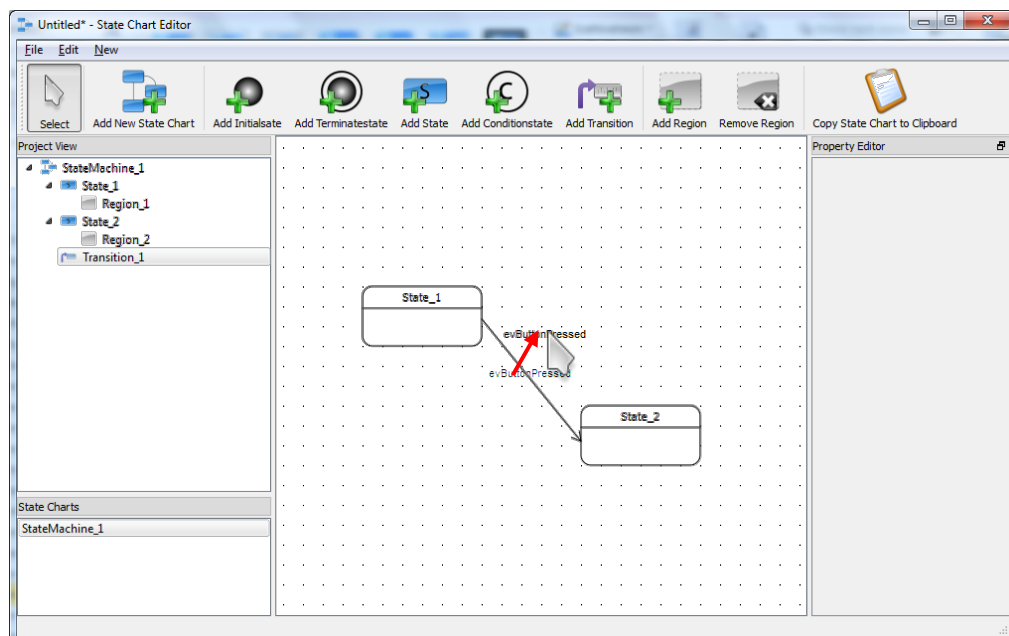 Untitled* - State Chart Editor
File Edit New
Select Add New State Chart Add Initialsate Add Terminatestate Add State Add Conditionstate Add Transition Add Region Remove Region Copy State Chart to Clipboard
Project View
StateMachine_1
State_1
Region_1
State_2
Region_2
Transition_1
State Charts
StateMachine_1
S
C
State_1
evButtonPressed
evButtonPressed
State_2
Property Editor